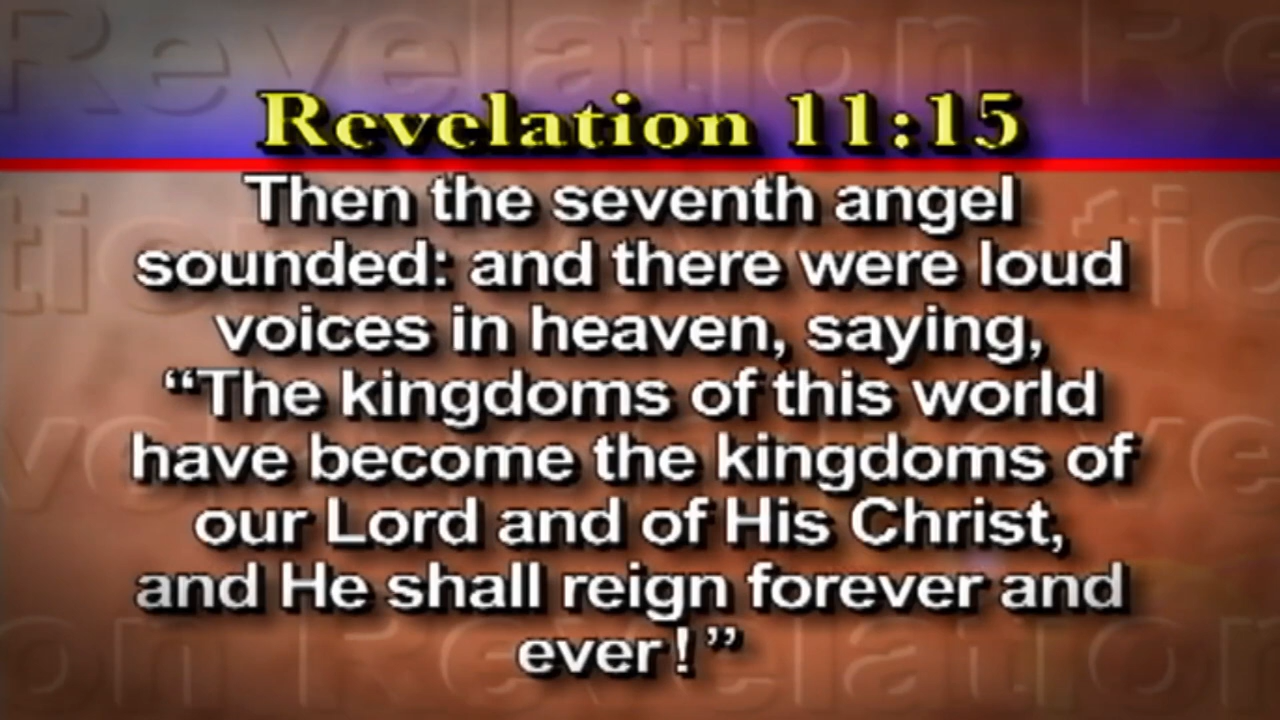 Revelation 11:15
Then the seventh angel
sounded: and there were loud
voices in heaven, saying,
“The kingdoms of this world
have become the kingdoms of
our Lord and of His Christ,
and He shall reign forever and
ever!”